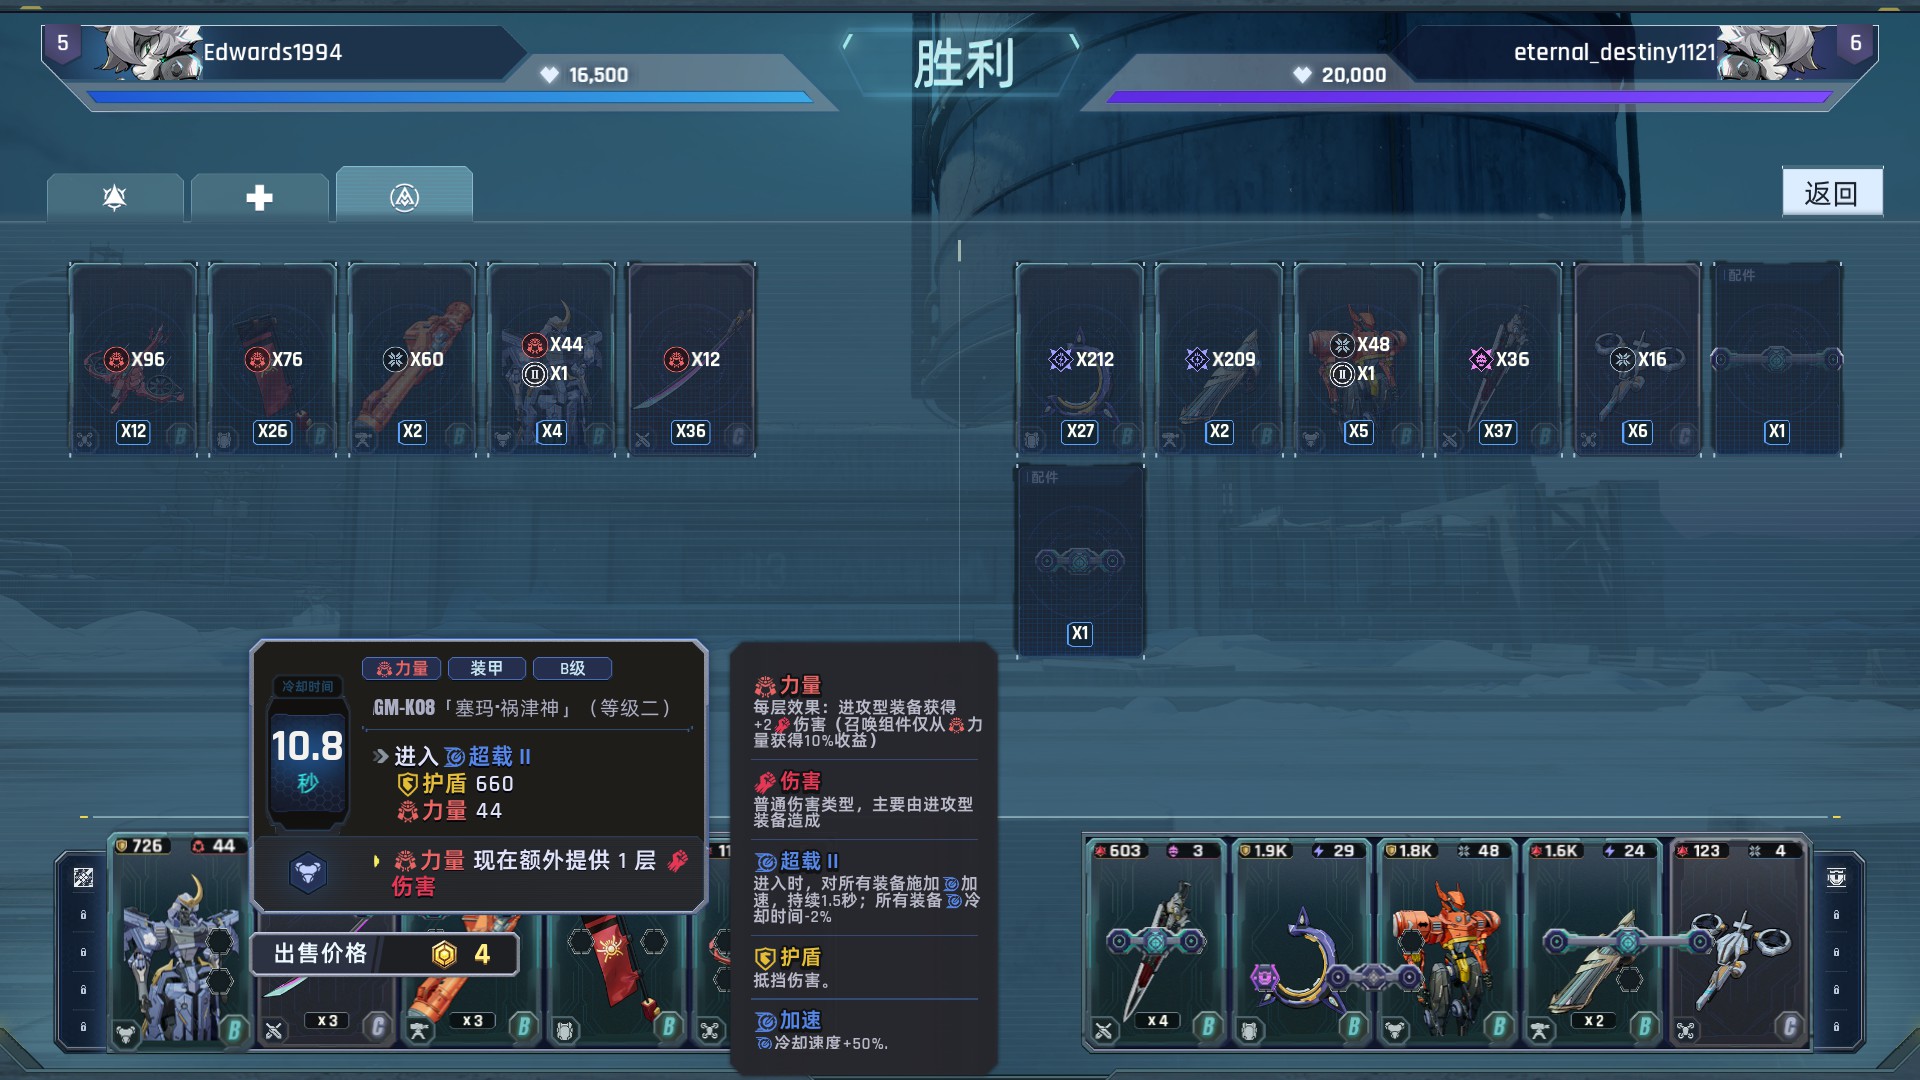 5
Edwards1994
16,500
胜利
20,000
eternal_destiny1121
6
返回
X96
X12
B
X76
X26
B
X60
X2
B
X44
X1
X4
B
X12
X36
C
X212
X27
B
X209
X2
B
X48
X1
X5
B
X36
X37
B
X16
X6
C
配件
X1
配件
X1
力量
装甲
B级
冷却时间
10.8
秒
GM-K08「塞玛·祸津神」（等级二）
进入 超载 II
护盾 660
力量 44
力量 现在额外提供 1 层
伤害
出售价格
4
力量
每层效果：进攻型装备获得
+2 伤害（召唤组件仅从 力
量获得10%收益）
伤害
普通伤害类型，主要由进攻型
装备造成
超载 II
进入时，对所有装备施加 加
速，持续1.5秒；所有装备 冷
却时间-2%
护盾
抵挡伤害。
加速
冷却速度+50%.
726
44
B
x3
C
x3
B
B
11
603
3
x4
B
1.9K
29
B
1.8K
48
B
1.6K
24
x2
B
123
4
C